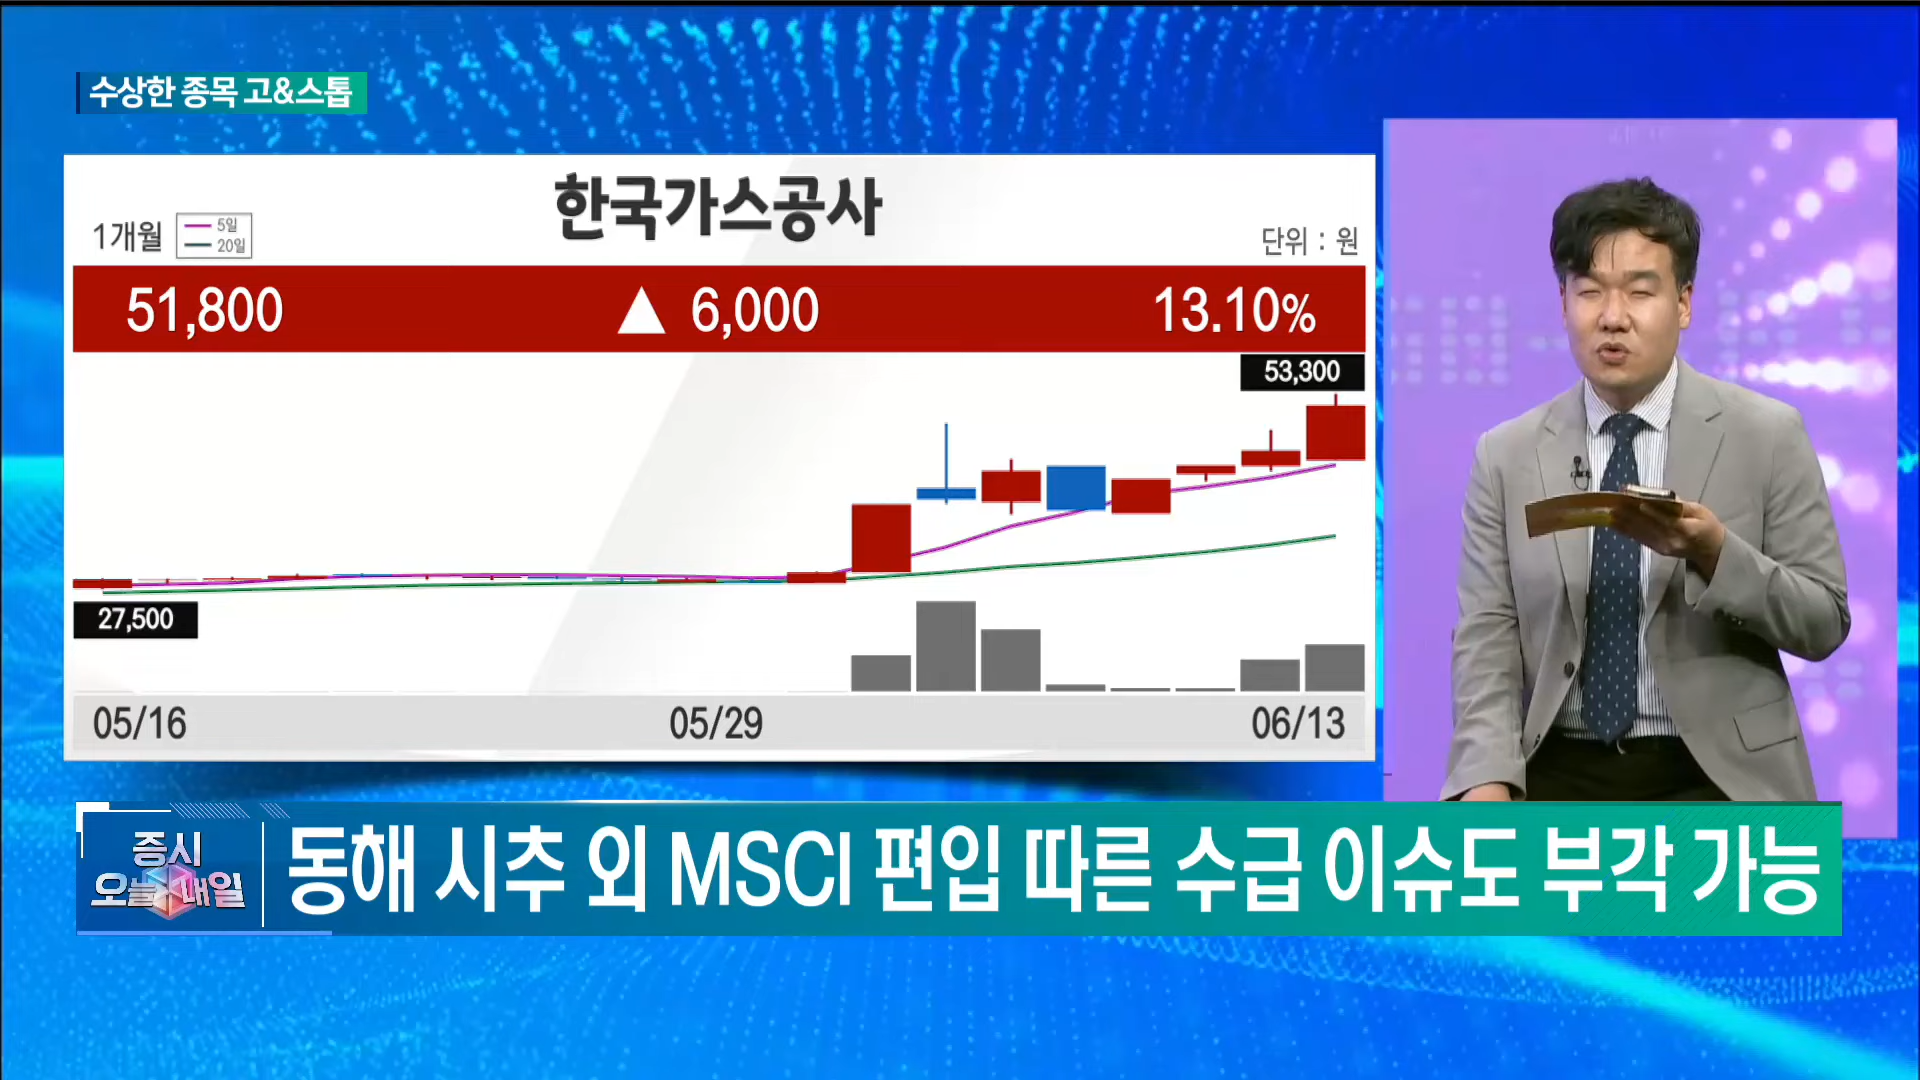 수상한 종목 고&스톱
한국가스공사
1개월
5일
20일
단위 : 원
51,800 ▲ 6,000 13.10%
53,300
27,500
05/16 05/29 06/13
증시
오늘 내일
동해 시추 외 MSCI 편입 따른 수급 이슈도 부각 가능